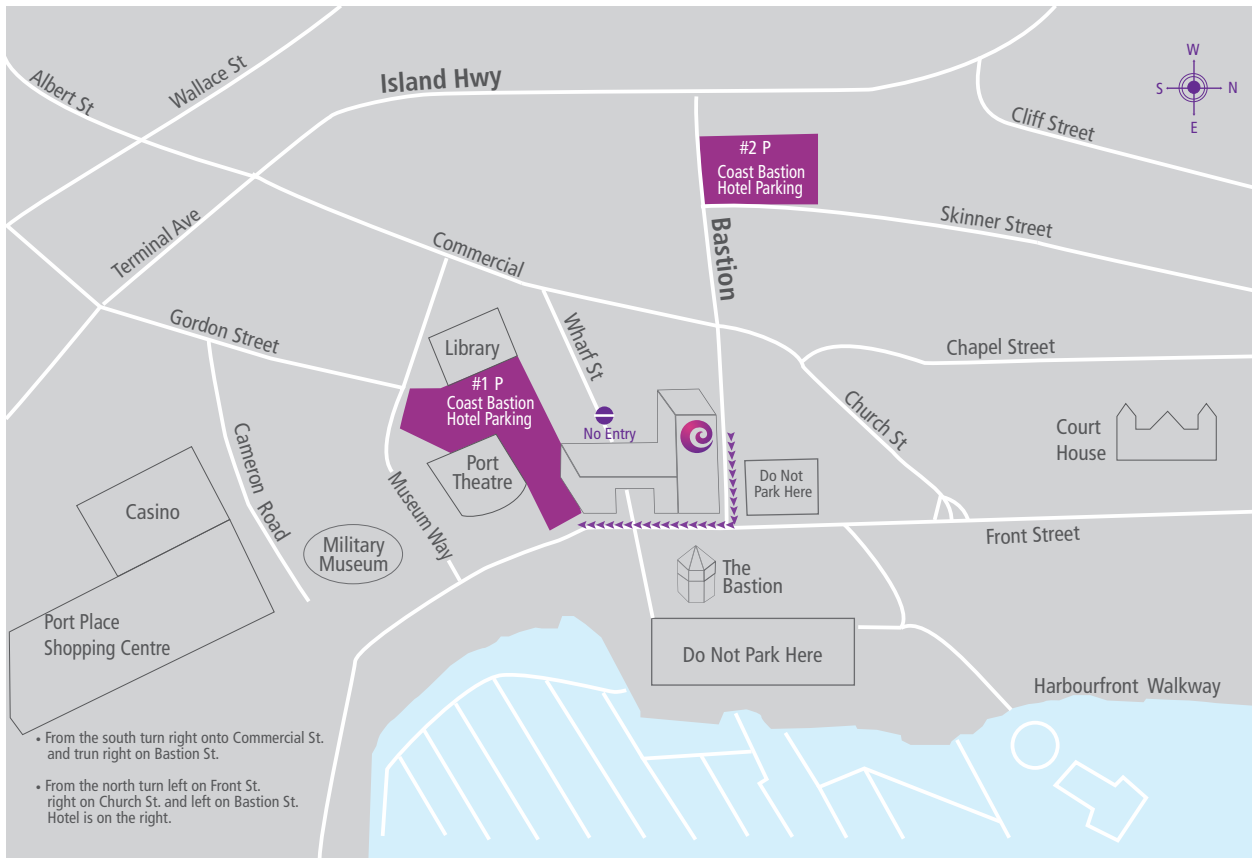 Albert St
Wallace St
Island Hwy
W
S
N
E
Cliff Street
#2 P
Coast Bastion
Hotel Parking
Skinner Street
Terminal Ave
Commercial
Bastion
Gordon Street
Library
Wharf St
Chapel Street
#1 P
Coast Bastion
Hotel Parking
No Entry
Church St
Court
House
Cameron Road
Casino
Port
Theatre
Museum Way
Do Not
Park Here
Military
Museum
Front Street
The
Bastion
Port Place
Shopping Centre
Do Not Park Here
Harbourfront Walkway
• From the south turn right onto Commercial St.
and trun right on Bastion St.
• From the north turn left on Front St.
right on Church St. and left on Bastion St.
Hotel is on the right.